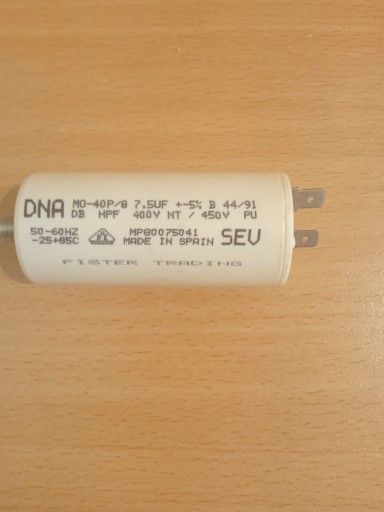 DNA MO-40P/8 7.5UF +-5% B 44/91
DB HPF 400V NT / 450V PU
50-60HZ MP80075041
-25+85C MADE IN SPAIN SEV
FISTER TRADING